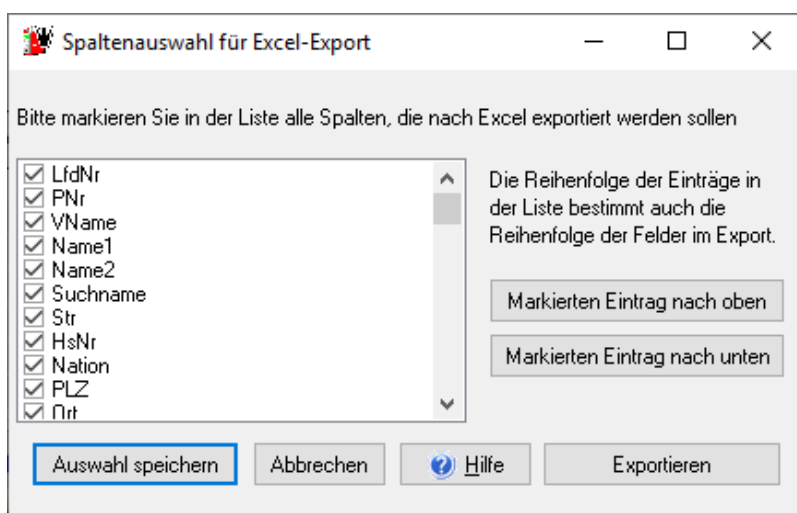 Spaltenauswahl für Excel-Export
Bitte markieren Sie in der Liste alle Spalten, die nach Excel exportiert werden sollen
LfdNr
PNr
VName
Name1
Name2
Suchname
Str
HsNr
Nation
PLZ
Ort
Die Reihenfolge der Einträge in
der Liste bestimmt auch die
Reihenfolge der Felder im Export.
Markierten Eintrag nach oben
Markierten Eintrag nach unten
Auswahl speichern
Abbrechen
Hilfe
Exportieren